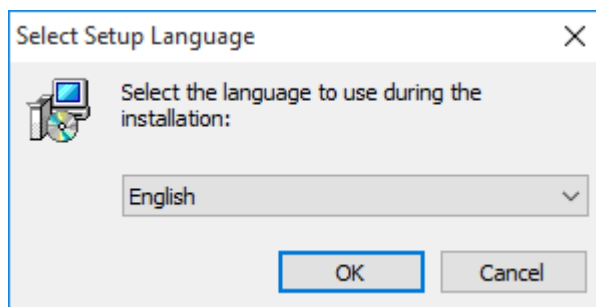 Select Setup Language
Select the language to use during the
installation:
English
OK
Cancel